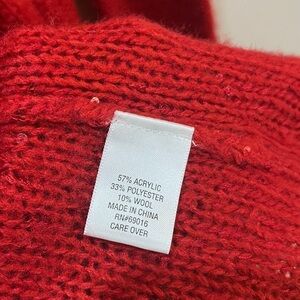 57% ACRYLIC
33% POLYESTER
10% WOOL
MADE IN CHINA
RN#69016
CARE OVER